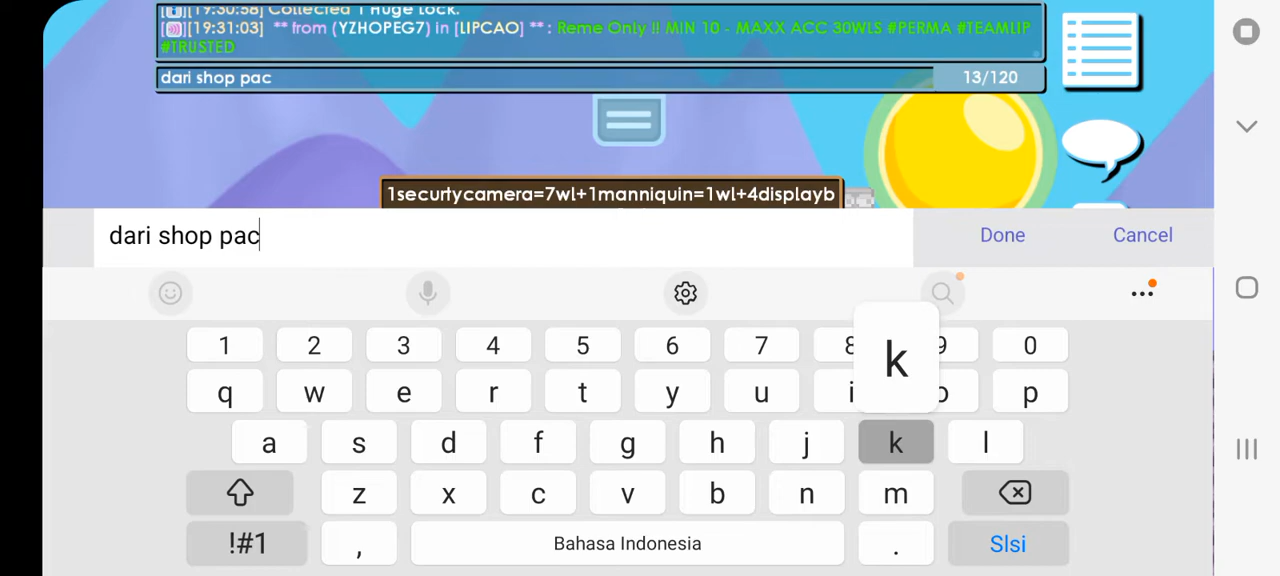 [19:30:58] Collected 1 Huge Lock.
[19:31:03] ** from (YZHOPEG7) in [LIPCAO] ** : Reme Only !! MIN 10 - MAXX ACC 30WLS #PERMA #TEAMLIP
#TRUSTED
dari shop pac 13/120
1securtycamera=7wl+1manniquin=1wl+4displayb
dari shop pac Done Cancel
k
1 2 3 4 5 6 7 8 9 0
q w e r t y u i o p
a s d f g h j k l
z x c v b n m
!#1 , Bahasa Indonesia . Slsi